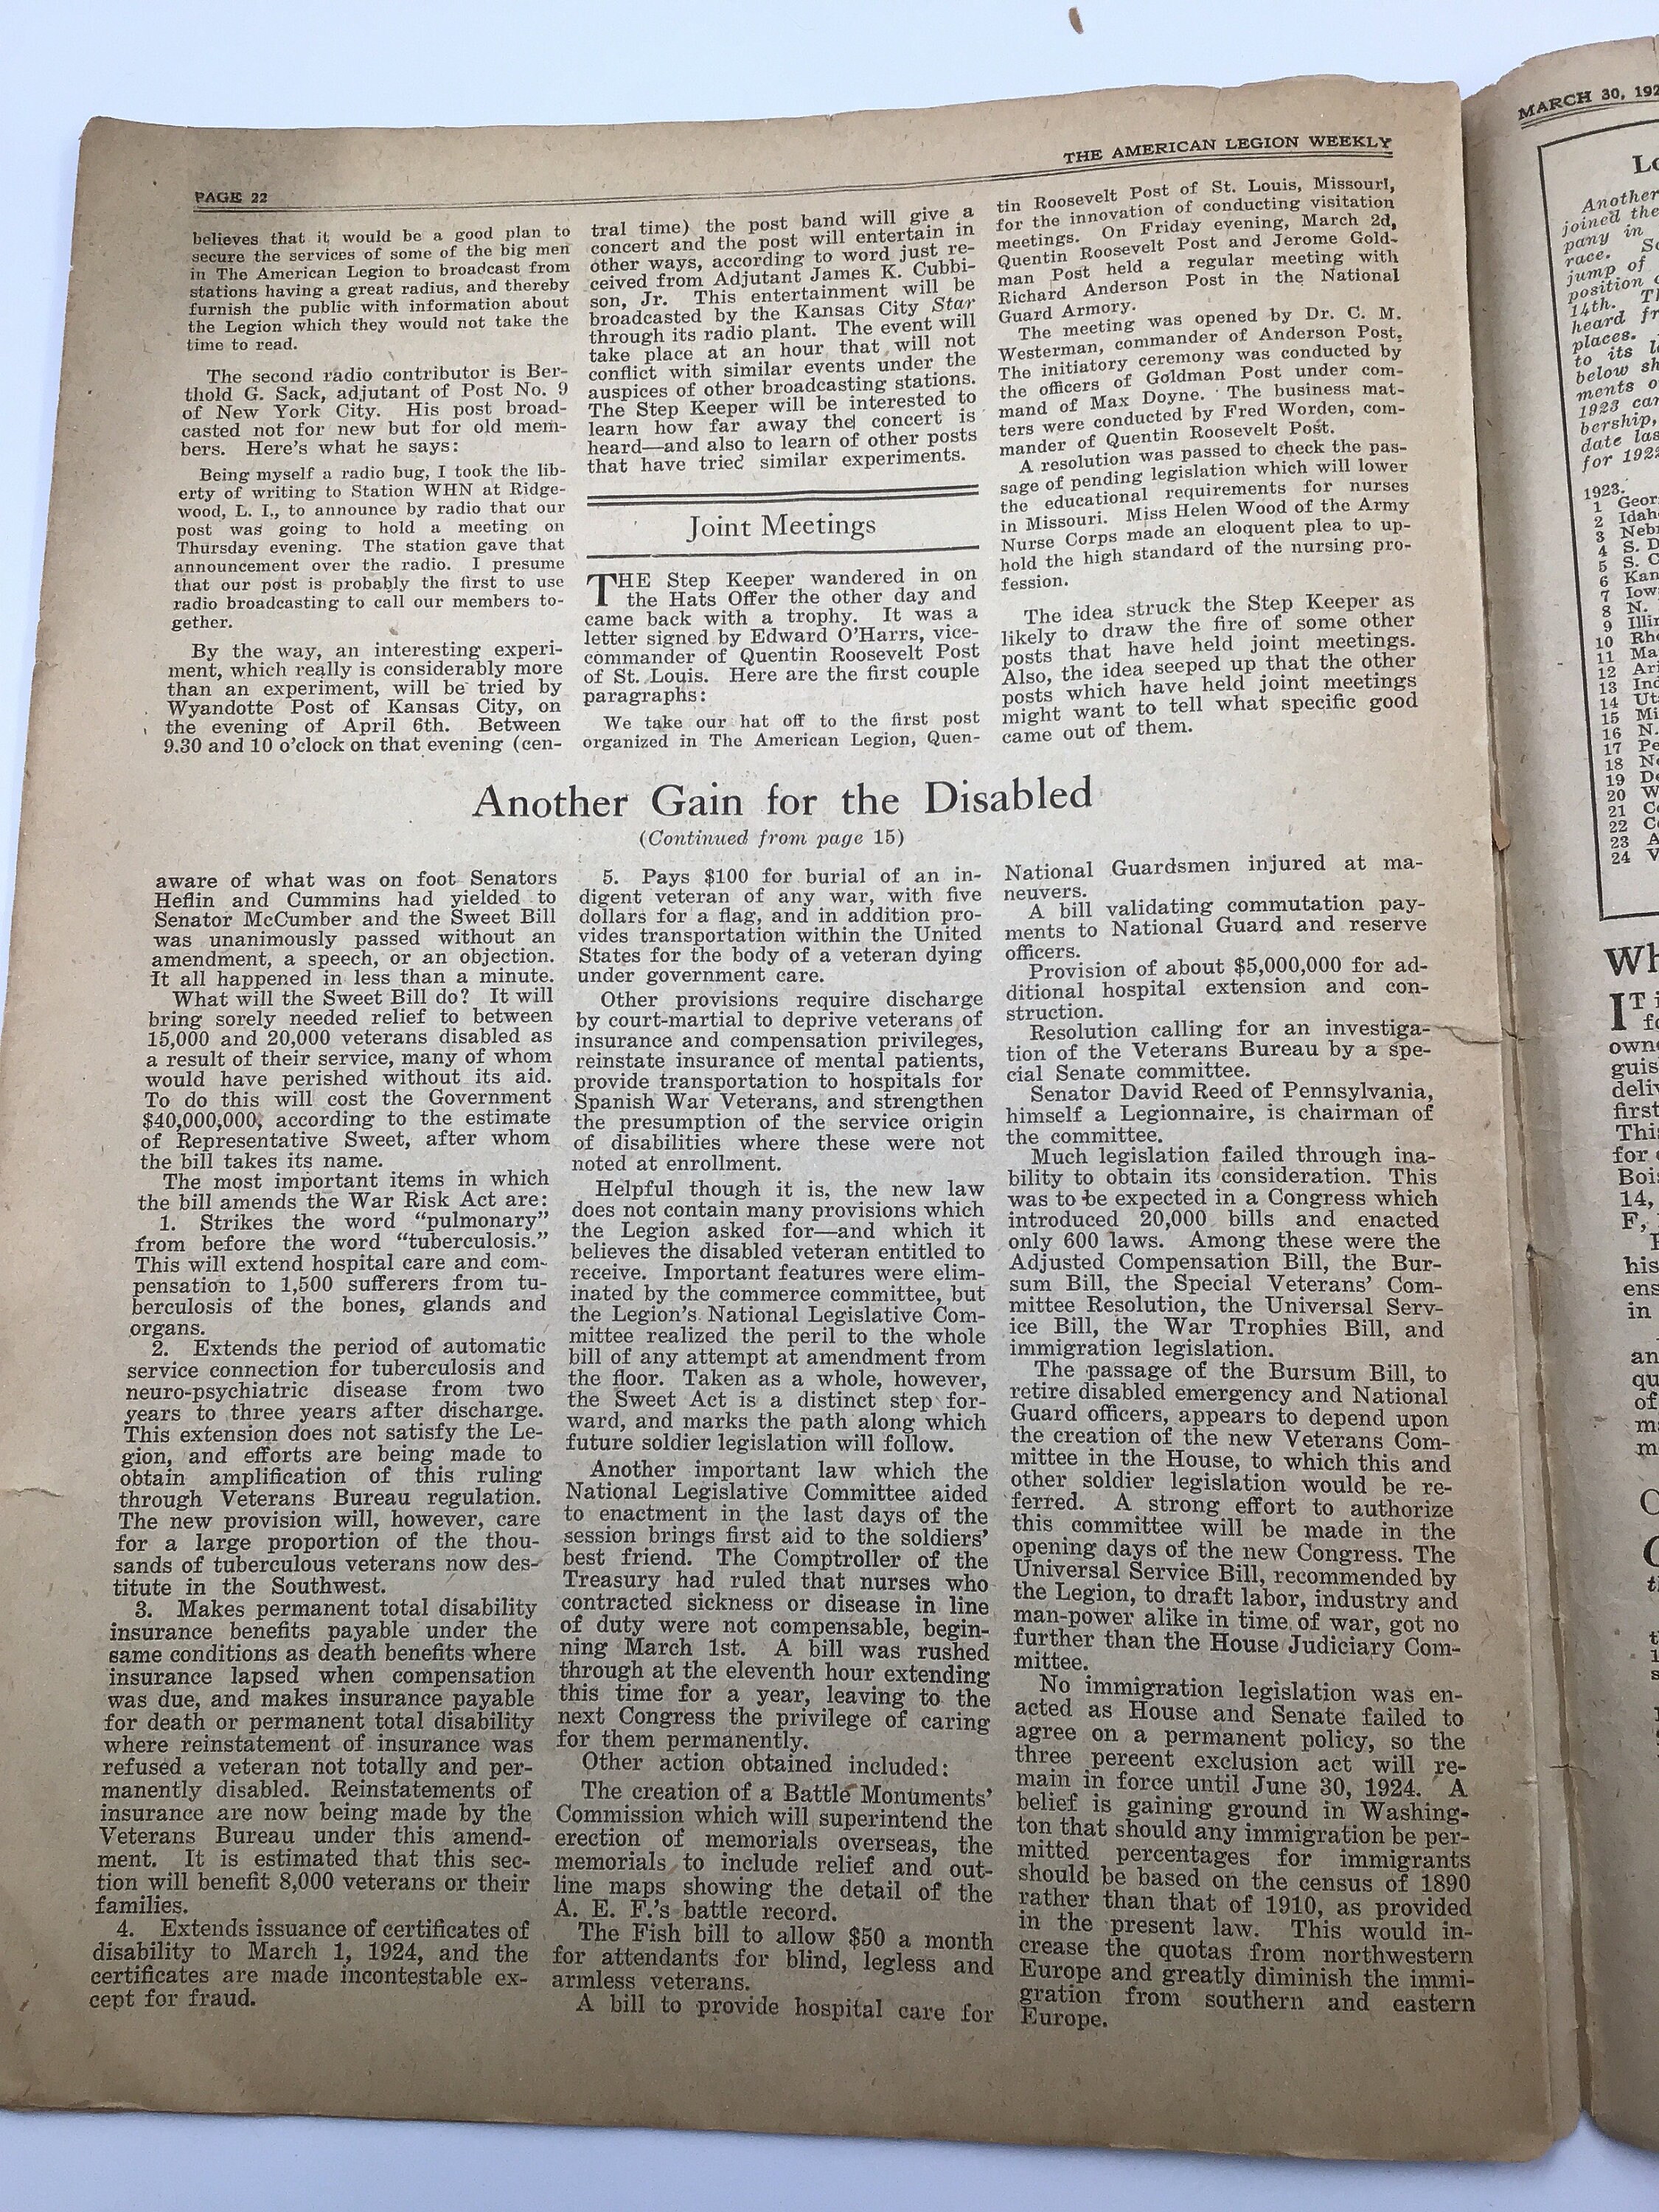 PAGE 22
THE AMERICAN LEGION WEEKLY
believes that it would be a good plan to
secure the services of some of the big men
in The American Legion to broadcast from
stations having a great radius, and thereby
furnish the public with information about
the Legion which they would not take the
time to read.
The second radio contributor is Ber-
thold G. Sack, adjutant of Post No. 9
of New York City. His post broad-
casted not for new but for old mem-
bers. Here's what he says:
Being myself a radio bug, I took the lib-
erty of writing to Station WHN at Ridge-
wood, L. I., to announce by radio that our
post was going to hold a meeting on
Thursday evening. The station gave that
announcement over the radio. I presume
that our post is probably the first to use
radio broadcasting to call our members to-
gether.
By the way, an interesting experi-
ment, which really is considerably more
than an experiment, will be tried by
Wyandotte Post of Kansas City, on
the evening of April 6th. Between
9.30 and 10 o'clock on that evening (cen-
tral time) the post band will give a
concert and the post will entertain in
other ways, according to word just re-
ceived from Adjutant James K. Cubbi-
son, Jr. This entertainment will be
broadcasted by the Kansas City Star
through its radio plant. The event will
take place at an hour that will not
conflict with similar events under the
auspices of other broadcasting stations.
The Step Keeper will be interested to
learn how far away the concert is
heard—and also to learn of other posts
that have tried similar experiments.
Joint Meetings
THE Step Keeper wandered in on
the Hats Offer the other day and
came back with a trophy. It was a
letter signed by Edward O'Harrs, vice-
commander of Quentin Roosevelt Post
of St. Louis. Here are the first couple
paragraphs:
We take our hat off to the first post
organized in The American Legion, Quen-
tin Roosevelt Post of St. Louis, Missouri,
for the innovation of conducting visitation
meetings. On Friday evening, March 2d,
Quentin Roosevelt Post and Jerome Gold-
man Post held a regular meeting with
Richard Anderson Post in the National
Guard Armory.
The meeting was opened by Dr. C. M.
Westerman, commander of Anderson Post.
The initiatory ceremony was conducted by
the officers of Goldman Post under com-
mand of Max Doyne. The business mat-
ters were conducted by Fred Worden, com-
mander of Quentin Roosevelt Post.
A resolution was passed to check the pas-
sage of pending legislation which will lower
the educational requirements for nurses
in Missouri. Miss Helen Wood of the Army
Nurse Corps made an eloquent plea to up-
hold the high standard of the nursing pro-
fession.
The idea struck the Step Keeper as
likely to draw the fire of some other
posts that have held joint meetings.
Also, the idea seeped up that the other
posts which have held joint meetings
might want to tell what specific good
came out of them.
Another Gain for the Disabled
(Continued from page 15)
aware of what was on foot Senators
Heflin and Cummins had yielded to
Senator McCumber and the Sweet Bill
was unanimously passed without an
amendment, a speech, or an objection.
It all happened in less than a minute.
What will the Sweet Bill do? It will
bring sorely needed relief to between
15,000 and 20,000 veterans disabled as
a result of their service, many of whom
would have perished without its aid.
To do this will cost the Government
$40,000,000, according to the estimate
of Representative Sweet, after whom
the bill takes its name.
The most important items in which
the bill amends the War Risk Act are:
1. Strikes the word "pulmonary"
from before the word "tuberculosis."
This will extend hospital care and com-
pensation to 1,500 sufferers from tu-
berculosis of the bones, glands and
organs.
2. Extends the period of automatic
service connection for tuberculosis and
neuro-psychiatric disease from two
years to three years after discharge.
This extension does not satisfy the Le-
gion, and efforts are being made to
obtain amplification of this ruling
through Veterans Bureau regulation.
The new provision will, however, care
for a large proportion of the thou-
sands of tuberculous veterans now des-
titute in the Southwest.
3. Makes permanent total disability
insurance benefits payable under the
same conditions as death benefits where
insurance lapsed when compensation
was due, and makes insurance payable
for death or permanent total disability
where reinstatement of insurance was
refused a veteran not totally and per-
manently disabled. Reinstatements of
insurance are now being made by the
Veterans Bureau under this amend-
ment. It is estimated that this sec-
tion will benefit 8,000 veterans or their
families.
4. Extends issuance of certificates of
disability to March 1, 1924, and the
certificates are made incontestable ex-
cept for fraud.
5. Pays $100 for burial of an in-
digent veteran of any war, with five
dollars for a flag, and in addition pro-
vides transportation within the United
States for the body of a veteran dying
under government care.
Other provisions require discharge
by court-martial to deprive veterans of
insurance and compensation privileges,
reinstate insurance of mental patients,
provide transportation to hospitals for
Spanish War Veterans, and strengthen
the presumption of the service origin
of disabilities where these were not
noted at enrollment.
Helpful though it is, the new law
does not contain many provisions which
the Legion asked for—and which it
believes the disabled veteran entitled to
receive. Important features were elim-
inated by the commerce committee, but
the Legion's National Legislative Com-
mittee realized the peril to the whole
bill of any attempt at amendment from
the floor. Taken as a whole, however,
the Sweet Act is a distinct step for-
ward, and marks the path along which
future soldier legislation will follow.
Another important law which the
National Legislative Committee aided
to enactment in the last days of the
session brings first aid to the soldiers'
best friend. The Comptroller of the
Treasury had ruled that nurses who
contracted sickness or disease in line
of duty were not compensable, begin-
ning March 1st. A bill was rushed
through at the eleventh hour extending
this time for a year, leaving to the
next Congress the privilege of caring
for them permanently.
Other action obtained included:
The creation of a Battle Monuments'
Commission which will superintend the
erection of memorials overseas, the
memorials to include relief and out-
line maps showing the detail of the
A. E. F.'s battle record.
The Fish bill to allow $50 a month
for attendants for blind, legless and
armless veterans.
A bill to provide hospital care for
National Guardsmen injured at ma-
neuvers.
A bill validating commutation pay-
ments to National Guard and reserve
officers.
Provision of about $5,000,000 for ad-
ditional hospital extension and con-
struction.
Resolution calling for an investiga-
tion of the Veterans Bureau by a spe-
cial Senate committee.
Senator David Reed of Pennsylvania,
himself a Legionnaire, is chairman of
the committee.
Much legislation failed through ina-
bility to obtain its consideration. This
was to be expected in a Congress which
introduced 20,000 bills and enacted
only 600 laws. Among these were the
Adjusted Compensation Bill, the Bur-
sum Bill, the Special Veterans' Com-
mittee Resolution, the Universal Serv-
ice Bill, the War Trophies Bill, and
immigration legislation.
The passage of the Bursum Bill, to
retire disabled emergency and National
Guard officers, appears to depend upon
the creation of the new Veterans Com-
mittee in the House, to which this and
other soldier legislation would be re-
ferred. A strong effort to authorize
this committee will be made in the
opening days of the new Congress. The
Universal Service Bill, recommended by
the Legion, to draft labor, industry and
man-power alike in time of war, got no
further than the House Judiciary Com-
mittee.
No immigration legislation was en-
acted as House and Senate failed to
agree on a permanent policy, so the
three percent exclusion act will re-
main in force until June 30, 1924. A
belief is gaining ground in Washing-
ton that should any immigration be per-
mitted percentages for immigrants
should be based on the census of 1890
rather than that of 1910, as provided
in the present law. This would in-
crease the quotas from northwestern
Europe and greatly diminish the immi-
gration from southern and eastern
Europe.
MARCH 30, 192
Another
joined the
pany in
race.
jump of
position
14th.
heard
places.
to its
below
ments
1923
bership,
date
for 1922
1923.
1
2
3
4 S. D
5 S. C
6
7
8 N.
9
10
11
12
13
14
15
16 N.
17
18
19
20
21
22
23
24
IT
14,
F,
his
in